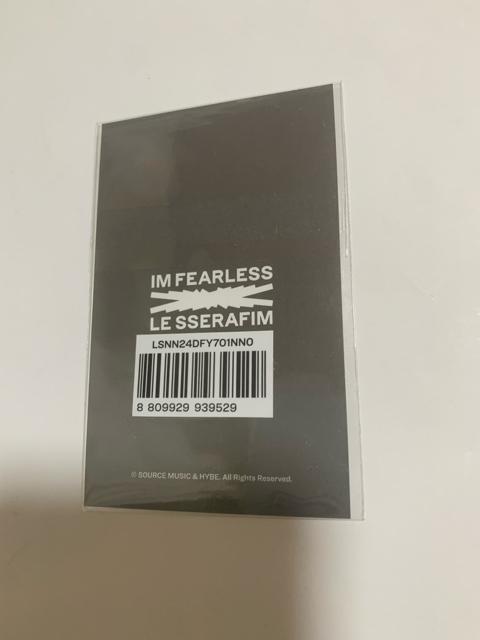 IM FEARLESS
LE SSERAFIM
LSNN24DFY701NN0
8 809929 939529
© SOURCE MUSIC & HYBE. All Rights Reserved.